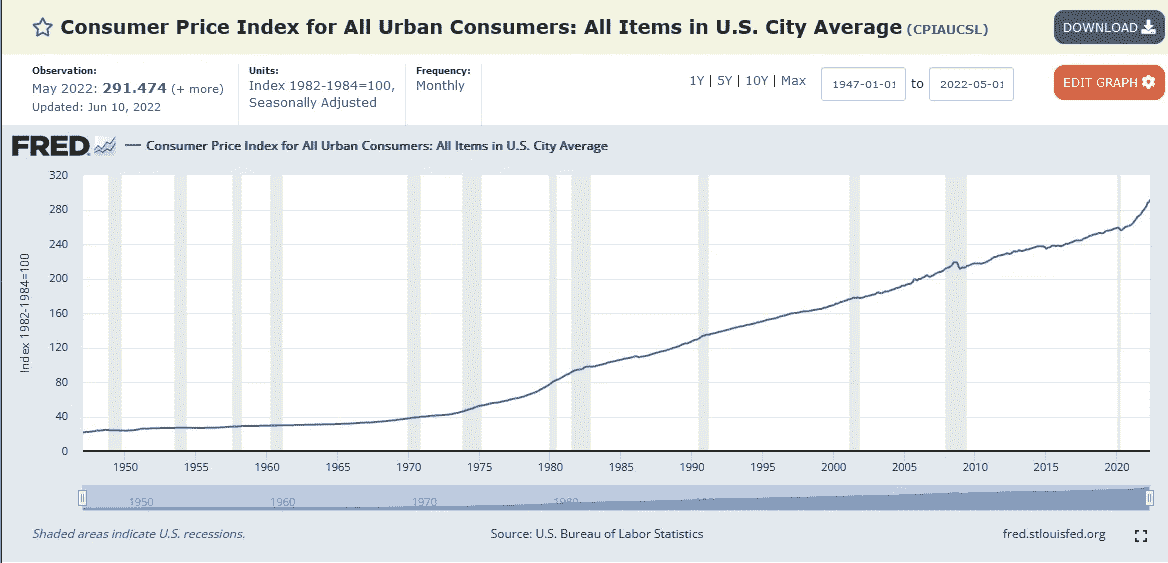 Consumer Price Index for All Urban Consumers: All Items in U.S. City Average (CPIAUCSL)
DOWNLOAD
Observation:
May 2022: 291.474 (+ more)
Updated: Jun 10, 2022
Units:
Index 1982-1984=100,
Seasonally Adjusted
Frequency:
Monthly
1Y | 5Y | 10Y | Max
1947-01-01 to 2022-05-01
EDIT GRAPH
FRED
Consumer Price Index for All Urban Consumers: All Items in U.S. City Average
Index 1982-1984=100
320
280
240
200
160
120
80
40
0
1950 1955 1960 1965 1970 1975 1980 1985 1990 1995 2000 2005 2010 2015 2020
1950 1960 1970 1980
Shaded areas indicate U.S. recessions.
Source: U.S. Bureau of Labor Statistics
fred.stlouisfed.org